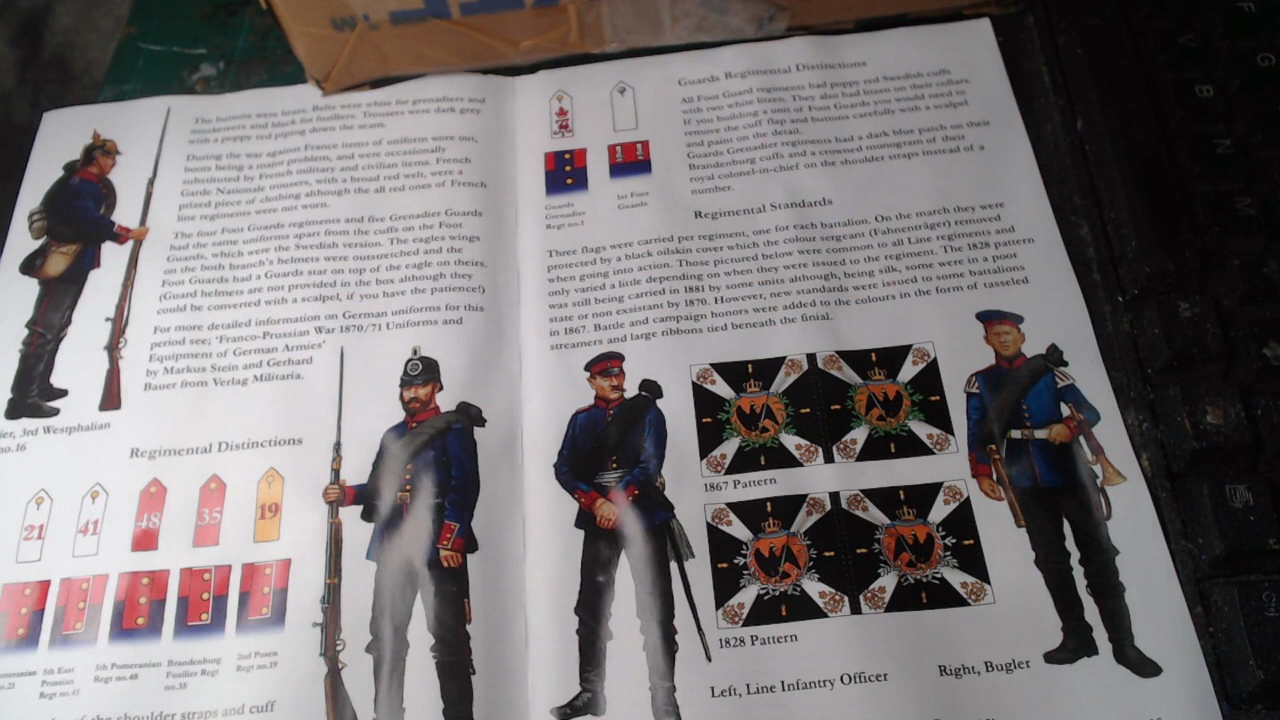 The buttons were brass. Belts were white for grenadiers and
musketeers and black for fusiliers. Trousers were dark grey
with a poppy red piping down the seam.
During the war against France items of uniform wore out,
boots being a major problem, and were occasionally
substituted by French military and civilian items. French
Garde Nationale trousers, with a broad red welt, were a
prized piece of clothing although the all red ones of French
line regiments were not worn.
The four Foot Guards regiments and five Grenadier Guards
had the same uniforms apart from the cuffs on the Foot
Guards, which were the Swedish version. The eagles wings
on the both branch's helmets were outstretched and the
Foot Guards had a Guards star on top of the eagle on theirs.
(Guard helmets are not provided in the box although they
could be converted with a scalpel, if you have the patience!)
For more detailed information on German uniforms for this
period see; 'Franco-Prussian War 1870/71 Uniforms and
Equipment of German Armies'
by Markus Stein and Gerhard
Bauer from Verlag Militaria.
ier, 3rd Westphalian
no.16
Regimental Distinctions
21
41
48
35
19
no.21
5th East
Prussian
Regt no.41
5th Pomeranian
Regt no.48
Brandenburg
Fusilier Regt
no.35
2nd Posen
Regt no.19
of the shoulder straps and cuff
Guards
Grenadier
Regt no.1
1st Foot
Guards
Guards Regimental Distinctions
All Foot Guard regiments had poppy red Swedish cuffs
with two white litzen. They also had litzen on their collars.
If you building a unit of Foot Guards you would need to
remove the cuff flap and buttons carefully with a scalpel
and paint on the detail.
Guards Grenadier regiments had a dark blue patch on their
Brandenburg cuffs and a crowned monogram of their
royal colonel-in-chief on the shoulder straps instead of a
number.
Regimental Standards
Three flags were carried per regiment, one for each battalion. On the march they were
protected by a black oilskin cover which the colour sergeant (Fahnenträger) removed
when going into action. Those pictured below were common to all Line regiments and
only varied a little depending on when they were issued to the regiment. The 1828 pattern
was still being carried in 1881 by some units although, being silk, some were in a poor
state or non exsistant by 1870. However, new standards were issued to some battalions
in 1867. Battle and campaign honors were added to the colours in the form of tasseled
streamers and large ribbons tied beneath the finial.
1867 Pattern
1828 Pattern
Left, Line Infantry Officer
Right, Bugler
F
G
V
B
N
M